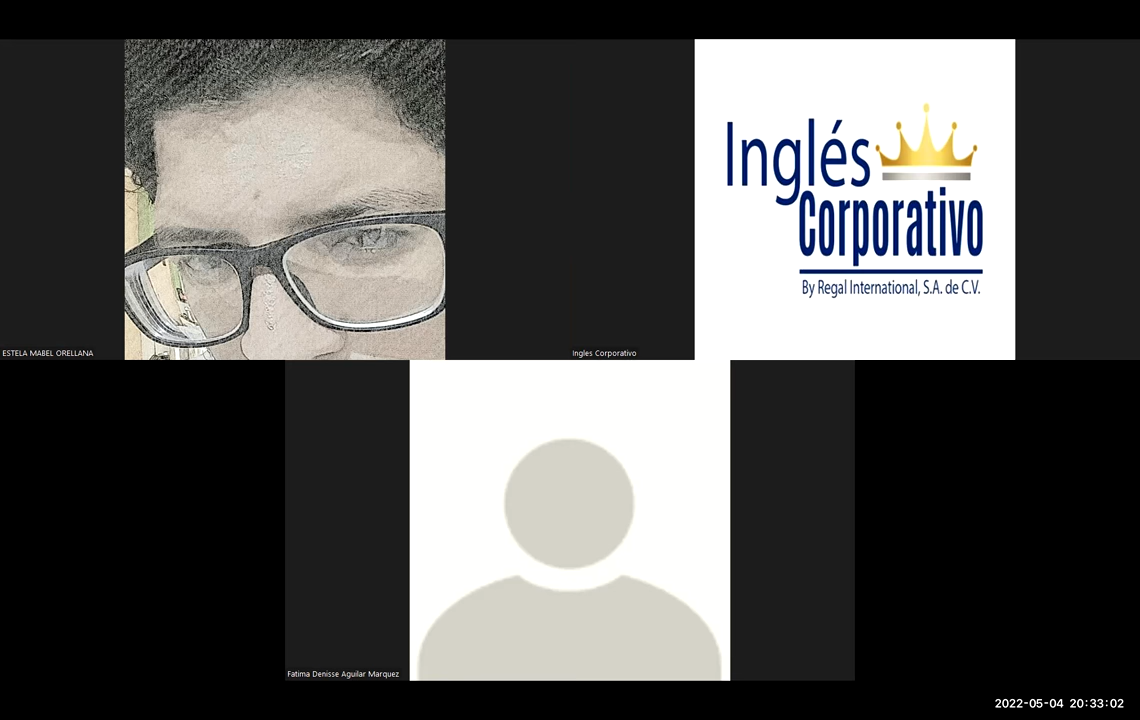 Inglés
Corporativo
By Regal International, S.A. de C.V.
ESTELA MABEL ORELLANA
Ingles Corporativo
Fatima Denisse Aguilar Marquez
2022-05-04 20:33:02